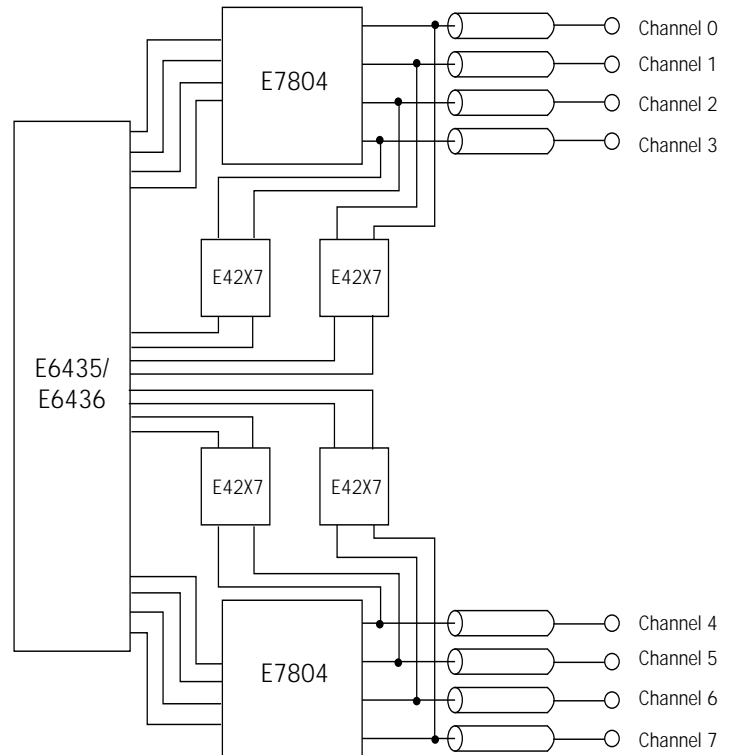 E7804
Channel 0
Channel 1
Channel 2
Channel 3
E42X7
E42X7
E6435/
E6436
E42X7
E42X7
E7804
Channel 4
Channel 5
Channel 6
Channel 7